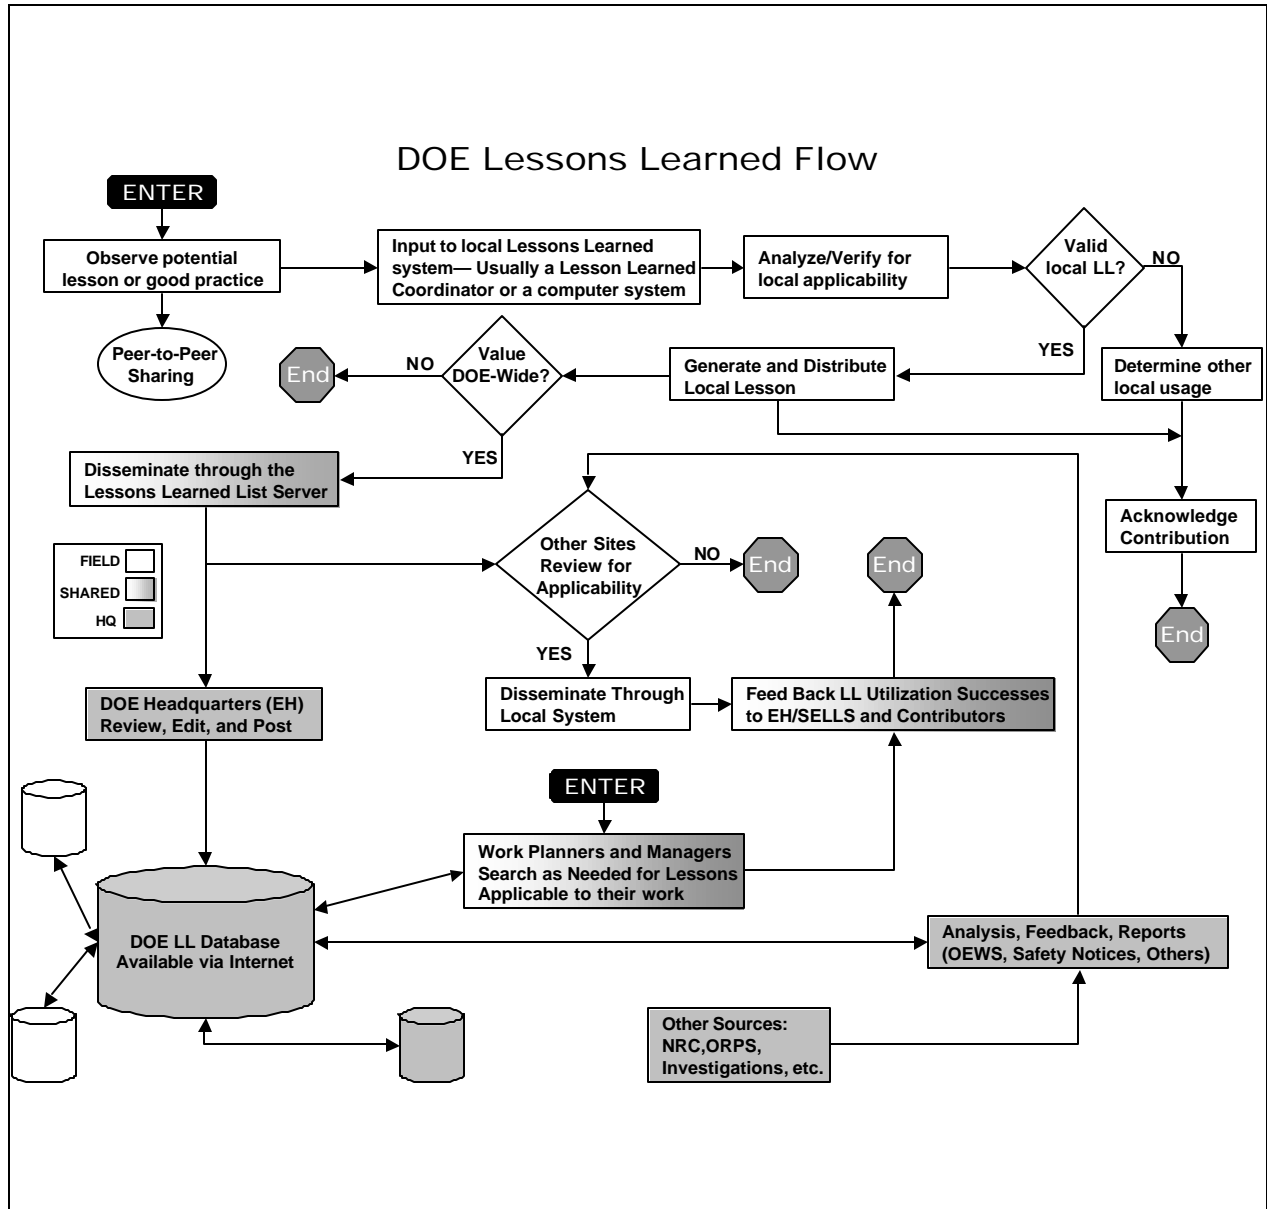 DOE Lessons Learned Flow
ENTER
Observe potential
lesson or good practice
Input to local Lessons Learned
system— Usually a Lesson Learned
Coordinator or a computer system
Analyze/Verify for
local applicability
Valid
local LL?
NO
YES
Peer-to-Peer
Sharing
End
NO
Value
DOE-Wide?
Generate and Distribute
Local Lesson
Determine other
local usage
YES
Disseminate through the
Lessons Learned List Server
Acknowledge
Contribution
End
FIELD
SHARED
HQ
Other Sites
Review for
Applicability
NO
End
End
YES
DOE Headquarters (EH)
Review, Edit, and Post
Disseminate Through
Local System
Feed Back LL Utilization Successes
to EH/SELLS and Contributors
ENTER
Work Planners and Managers
Search as Needed for Lessons
Applicable to their work
DOE LL Database
Available via Internet
Analysis, Feedback, Reports
(OEWS, Safety Notices, Others)
Other Sources:
NRC,ORPS,
Investigations, etc.